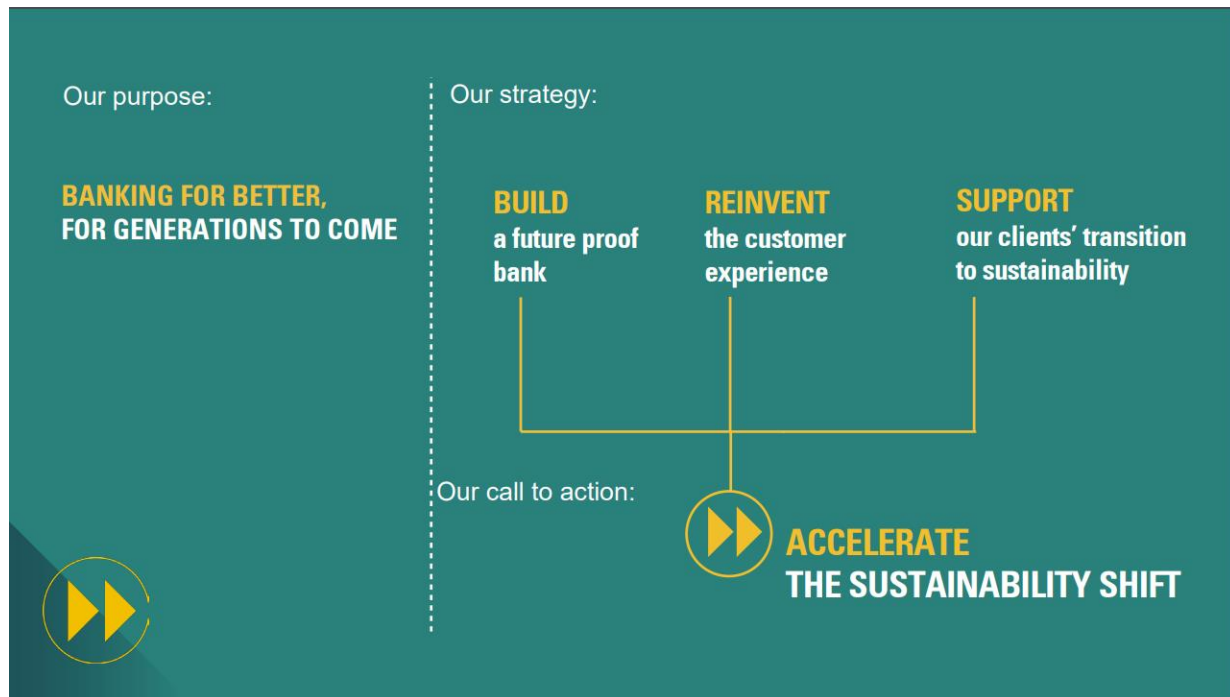 Our purpose:
BANKING FOR BETTER,
FOR GENERATIONS TO COME
Our strategy:
BUILD
a future proof
bank
REINVENT
the customer
experience
SUPPORT
our clients’ transition
to sustainability
Our call to action:
ACCELERATE
THE SUSTAINABILITY SHIFT